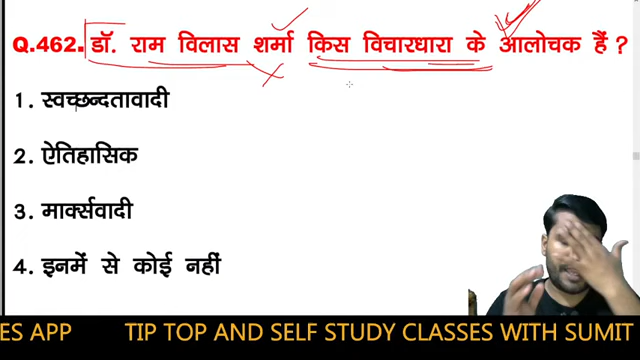 Q.462. डॉ. राम विलास शर्मा किस विचारधारा के आलोचक हैं ?
1. स्वच्छन्दतावादी
2. ऐतिहासिक
3. मार्क्सवादी
4. इनमें से कोई नहीं
ES APP TIP TOP AND SELF STUDY CLASSES WITH SUMIT